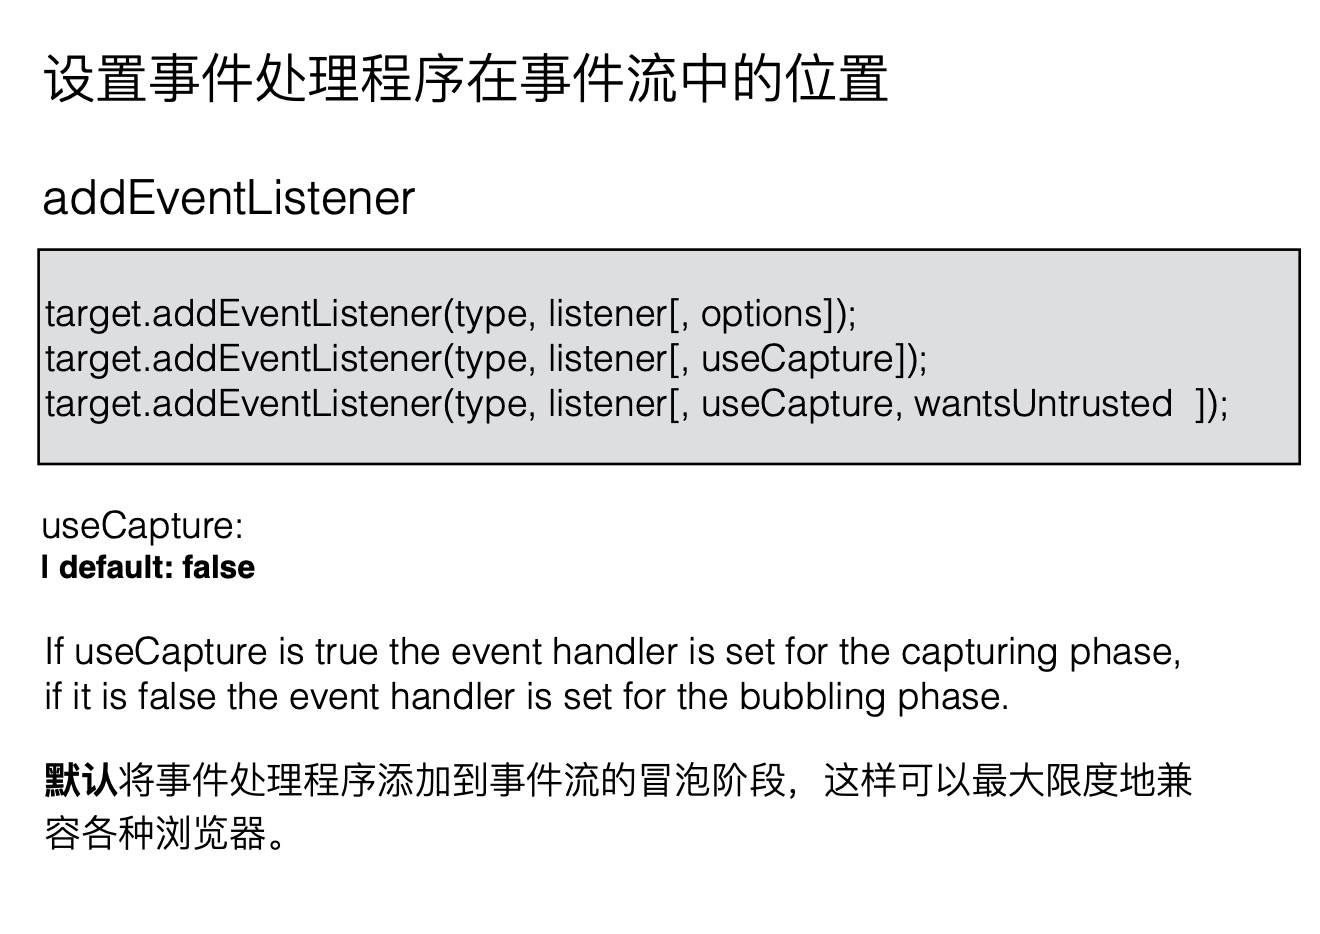 设置事件处理程序在事件流中的位置
addEventListener
target.addEventListener(type, listener[, options]);
target.addEventListener(type, listener[, useCapture]);
target.addEventListener(type, listener[, useCapture, wantsUntrusted  ]);
useCapture:
l default: false
If useCapture is true the event handler is set for the capturing phase,
if it is false the event handler is set for the bubbling phase.
默认将事件处理程序添加到事件流的冒泡阶段，这样可以最大限度地兼
容各种浏览器。